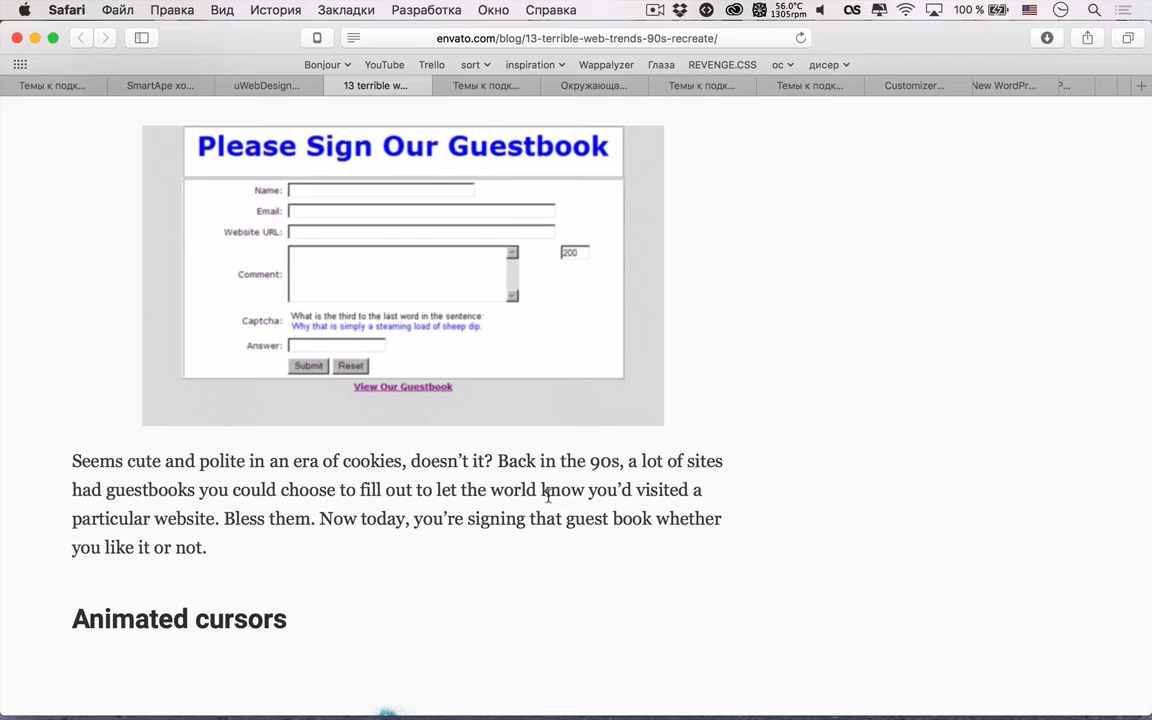 Safari Файл Правка Вид История Закладки Разработка Окно Справка 56.0°C 1305rpm 100 %
envato.com/blog/13-terrible-web-trends-90s-recreate/
Bonjour YouTube Trello sort inspiration Wappalyzer Глаза REVENGE.CSS ос дисер
Темы к подк... SmartApe хо... uWebDesign... 13 terrible w... Темы к подк... Окружающа... Темы к подк... Темы к подк... Customizer... New WordPr...
Please Sign Our Guestbook
Name:
Email:
Website URL:
200
Comment:
Captcha: What is the third to the last word in the sentence:
Why that is simply a steaming load of sheep dip.
Answer:
Submit Reset
View Our Guestbook
Seems cute and polite in an era of cookies, doesn’t it? Back in the 90s, a lot of sites
had guestbooks you could choose to fill out to let the world know you’d visited a
particular website. Bless them. Now today, you’re signing that guest book whether
you like it or not.
Animated cursors